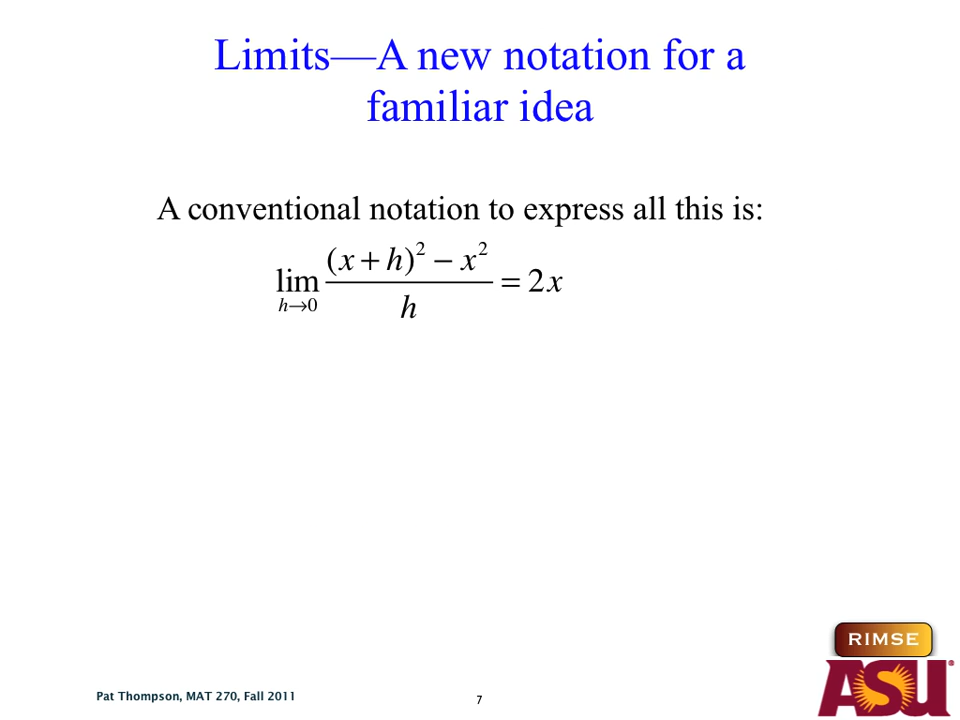 Limits—A new notation for a
familiar idea
A conventional notation to express all this is:
lim_{h→0} \frac{(x + h)^2 − x^2}{h} = 2x
RIMSE
ASU®
Pat Thompson, MAT 270, Fall 2011
7